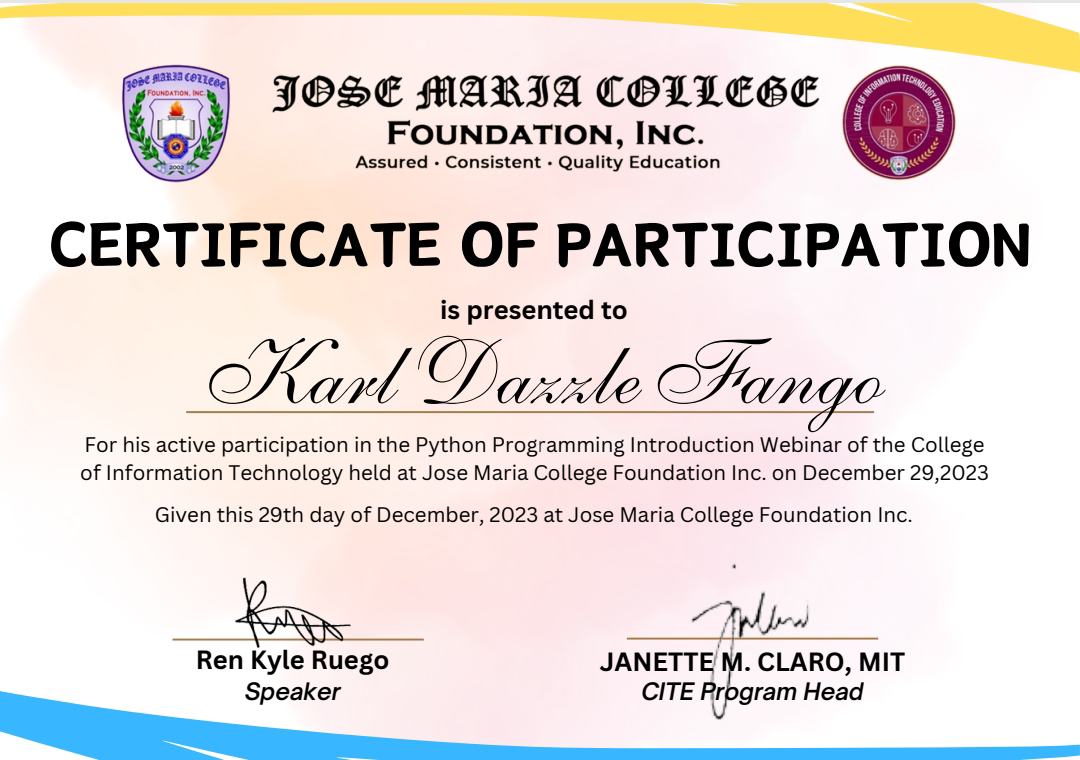 JOSE MARIA COLLEGE
FOUNDATION, INC.
2002
JOSE MARIA COLLEGE
FOUNDATION, INC.
Assured • Consistent • Quality Education
COLLEGE OF INFORMATION TECHNOLOGY EDUCATION
CERTIFICATE OF PARTICIPATION
is presented to
Karl Dazzle Fango
For his active participation in the Python Programming Introduction Webinar of the College
of Information Technology held at Jose Maria College Foundation Inc. on December 29,2023
Given this 29th day of December, 2023 at Jose Maria College Foundation Inc.
Ren Kyle Ruego
Speaker
JANETTE M. CLARO, MIT
CITE Program Head